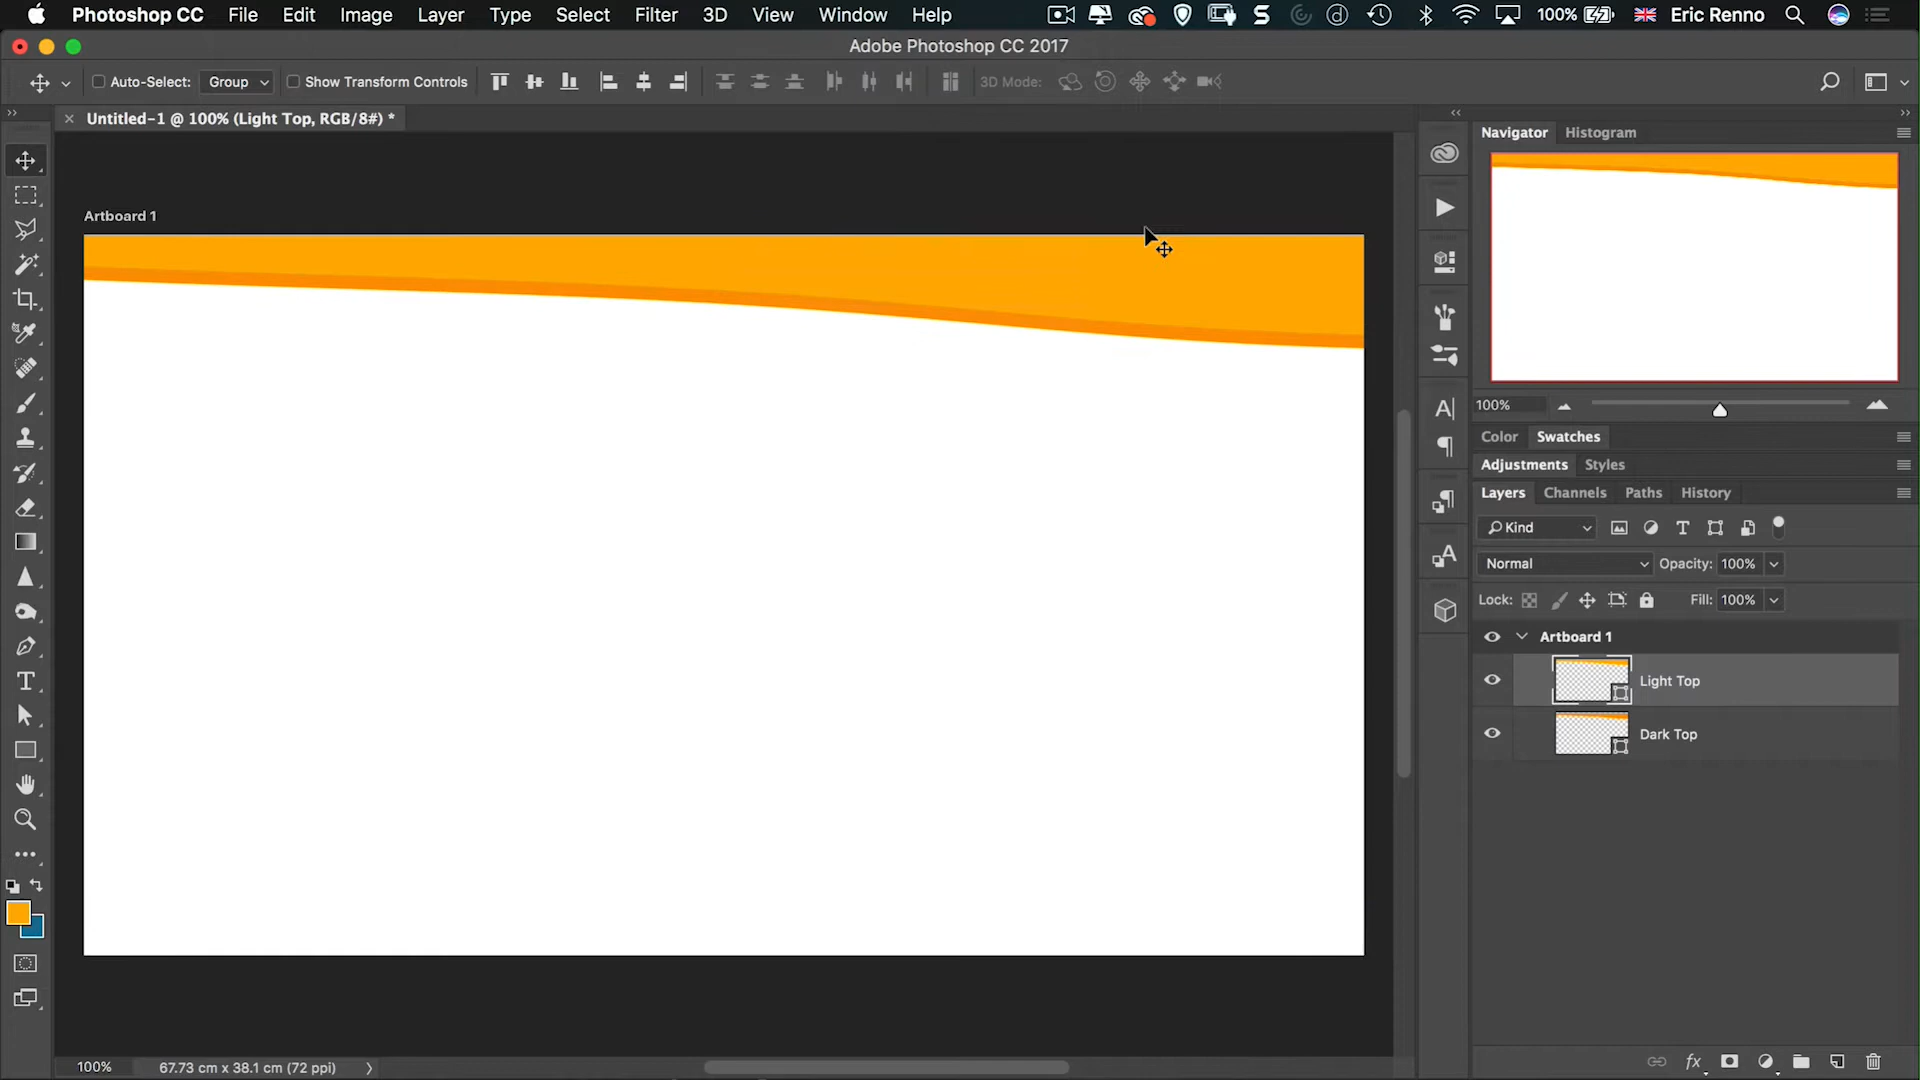 Photoshop CC File Edit Image Layer Type Select Filter 3D View Window Help 100% Eric Renno
Adobe Photoshop CC 2017
Auto-Select: Group Show Transform Controls 3D Mode:
Untitled-1 @ 100% (Light Top, RGB/8#) *
Navigator Histogram
Artboard 1
100%
Color Swatches
Adjustments Styles
Layers Channels Paths History
Kind
Normal Opacity: 100%
Lock: Fill: 100%
Artboard 1
Light Top
Dark Top
100% 67.73 cm x 38.1 cm (72 ppi)